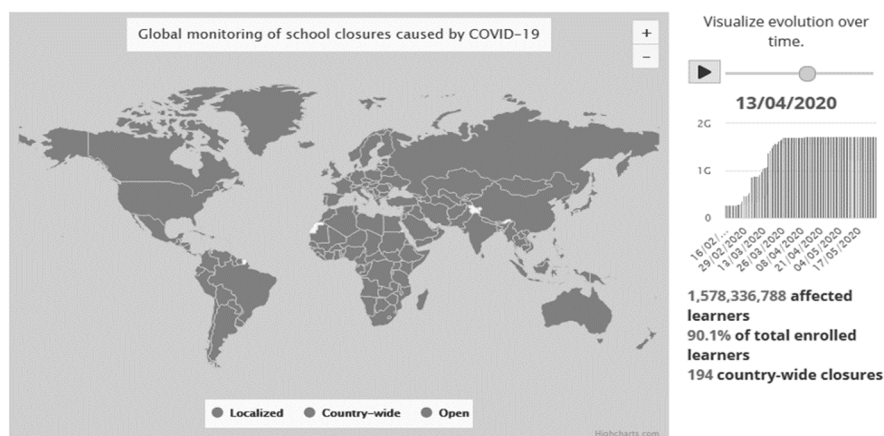 Global monitoring of school closures caused by COVID-19
+
−
Localized Country-wide Open
Highcharts.com
Visualize evolution over
time.
13/04/2020
2G
1G
0
16/02/...
29/02/2020
13/03/2020
26/03/2020
08/04/2020
21/04/2020
04/05/2020
17/05/2020
1,578,336,788 affected
learners
90.1% of total enrolled
learners
194 country-wide closures